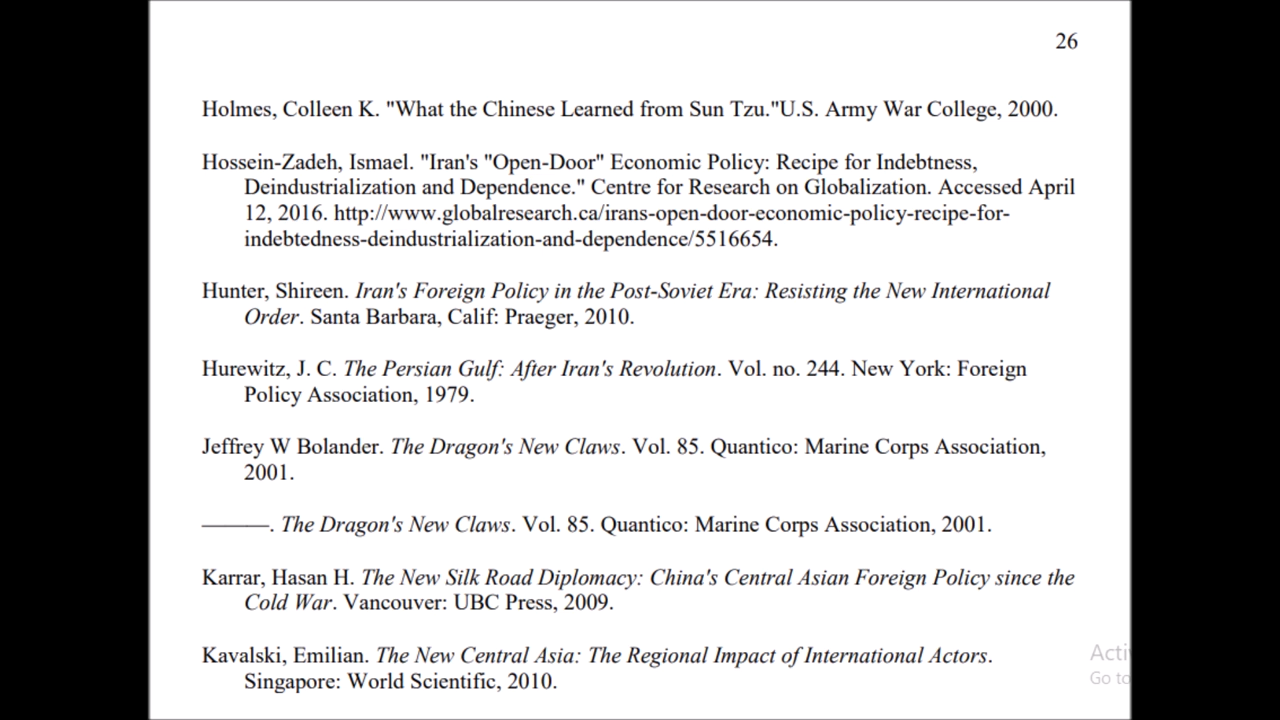 26
Holmes, Colleen K. "What the Chinese Learned from Sun Tzu."U.S. Army War College, 2000.
Hossein-Zadeh, Ismael. "Iran's "Open-Door" Economic Policy: Recipe for Indebtness,
Deindustrialization and Dependence." Centre for Research on Globalization. Accessed April
12, 2016. http://www.globalresearch.ca/irans-open-door-economic-policy-recipe-for-
indebtedness-deindustrialization-and-dependence/5516654.
Hunter, Shireen. Iran's Foreign Policy in the Post-Soviet Era: Resisting the New International
Order. Santa Barbara, Calif: Praeger, 2010.
Hurewitz, J. C. The Persian Gulf: After Iran's Revolution. Vol. no. 244. New York: Foreign
Policy Association, 1979.
Jeffrey W Bolander. The Dragon's New Claws. Vol. 85. Quantico: Marine Corps Association,
2001.
———. The Dragon's New Claws. Vol. 85. Quantico: Marine Corps Association, 2001.
Karrar, Hasan H. The New Silk Road Diplomacy: China's Central Asian Foreign Policy since the
Cold War. Vancouver: UBC Press, 2009.
Kavalski, Emilian. The New Central Asia: The Regional Impact of International Actors.
Singapore: World Scientific, 2010.
Go to